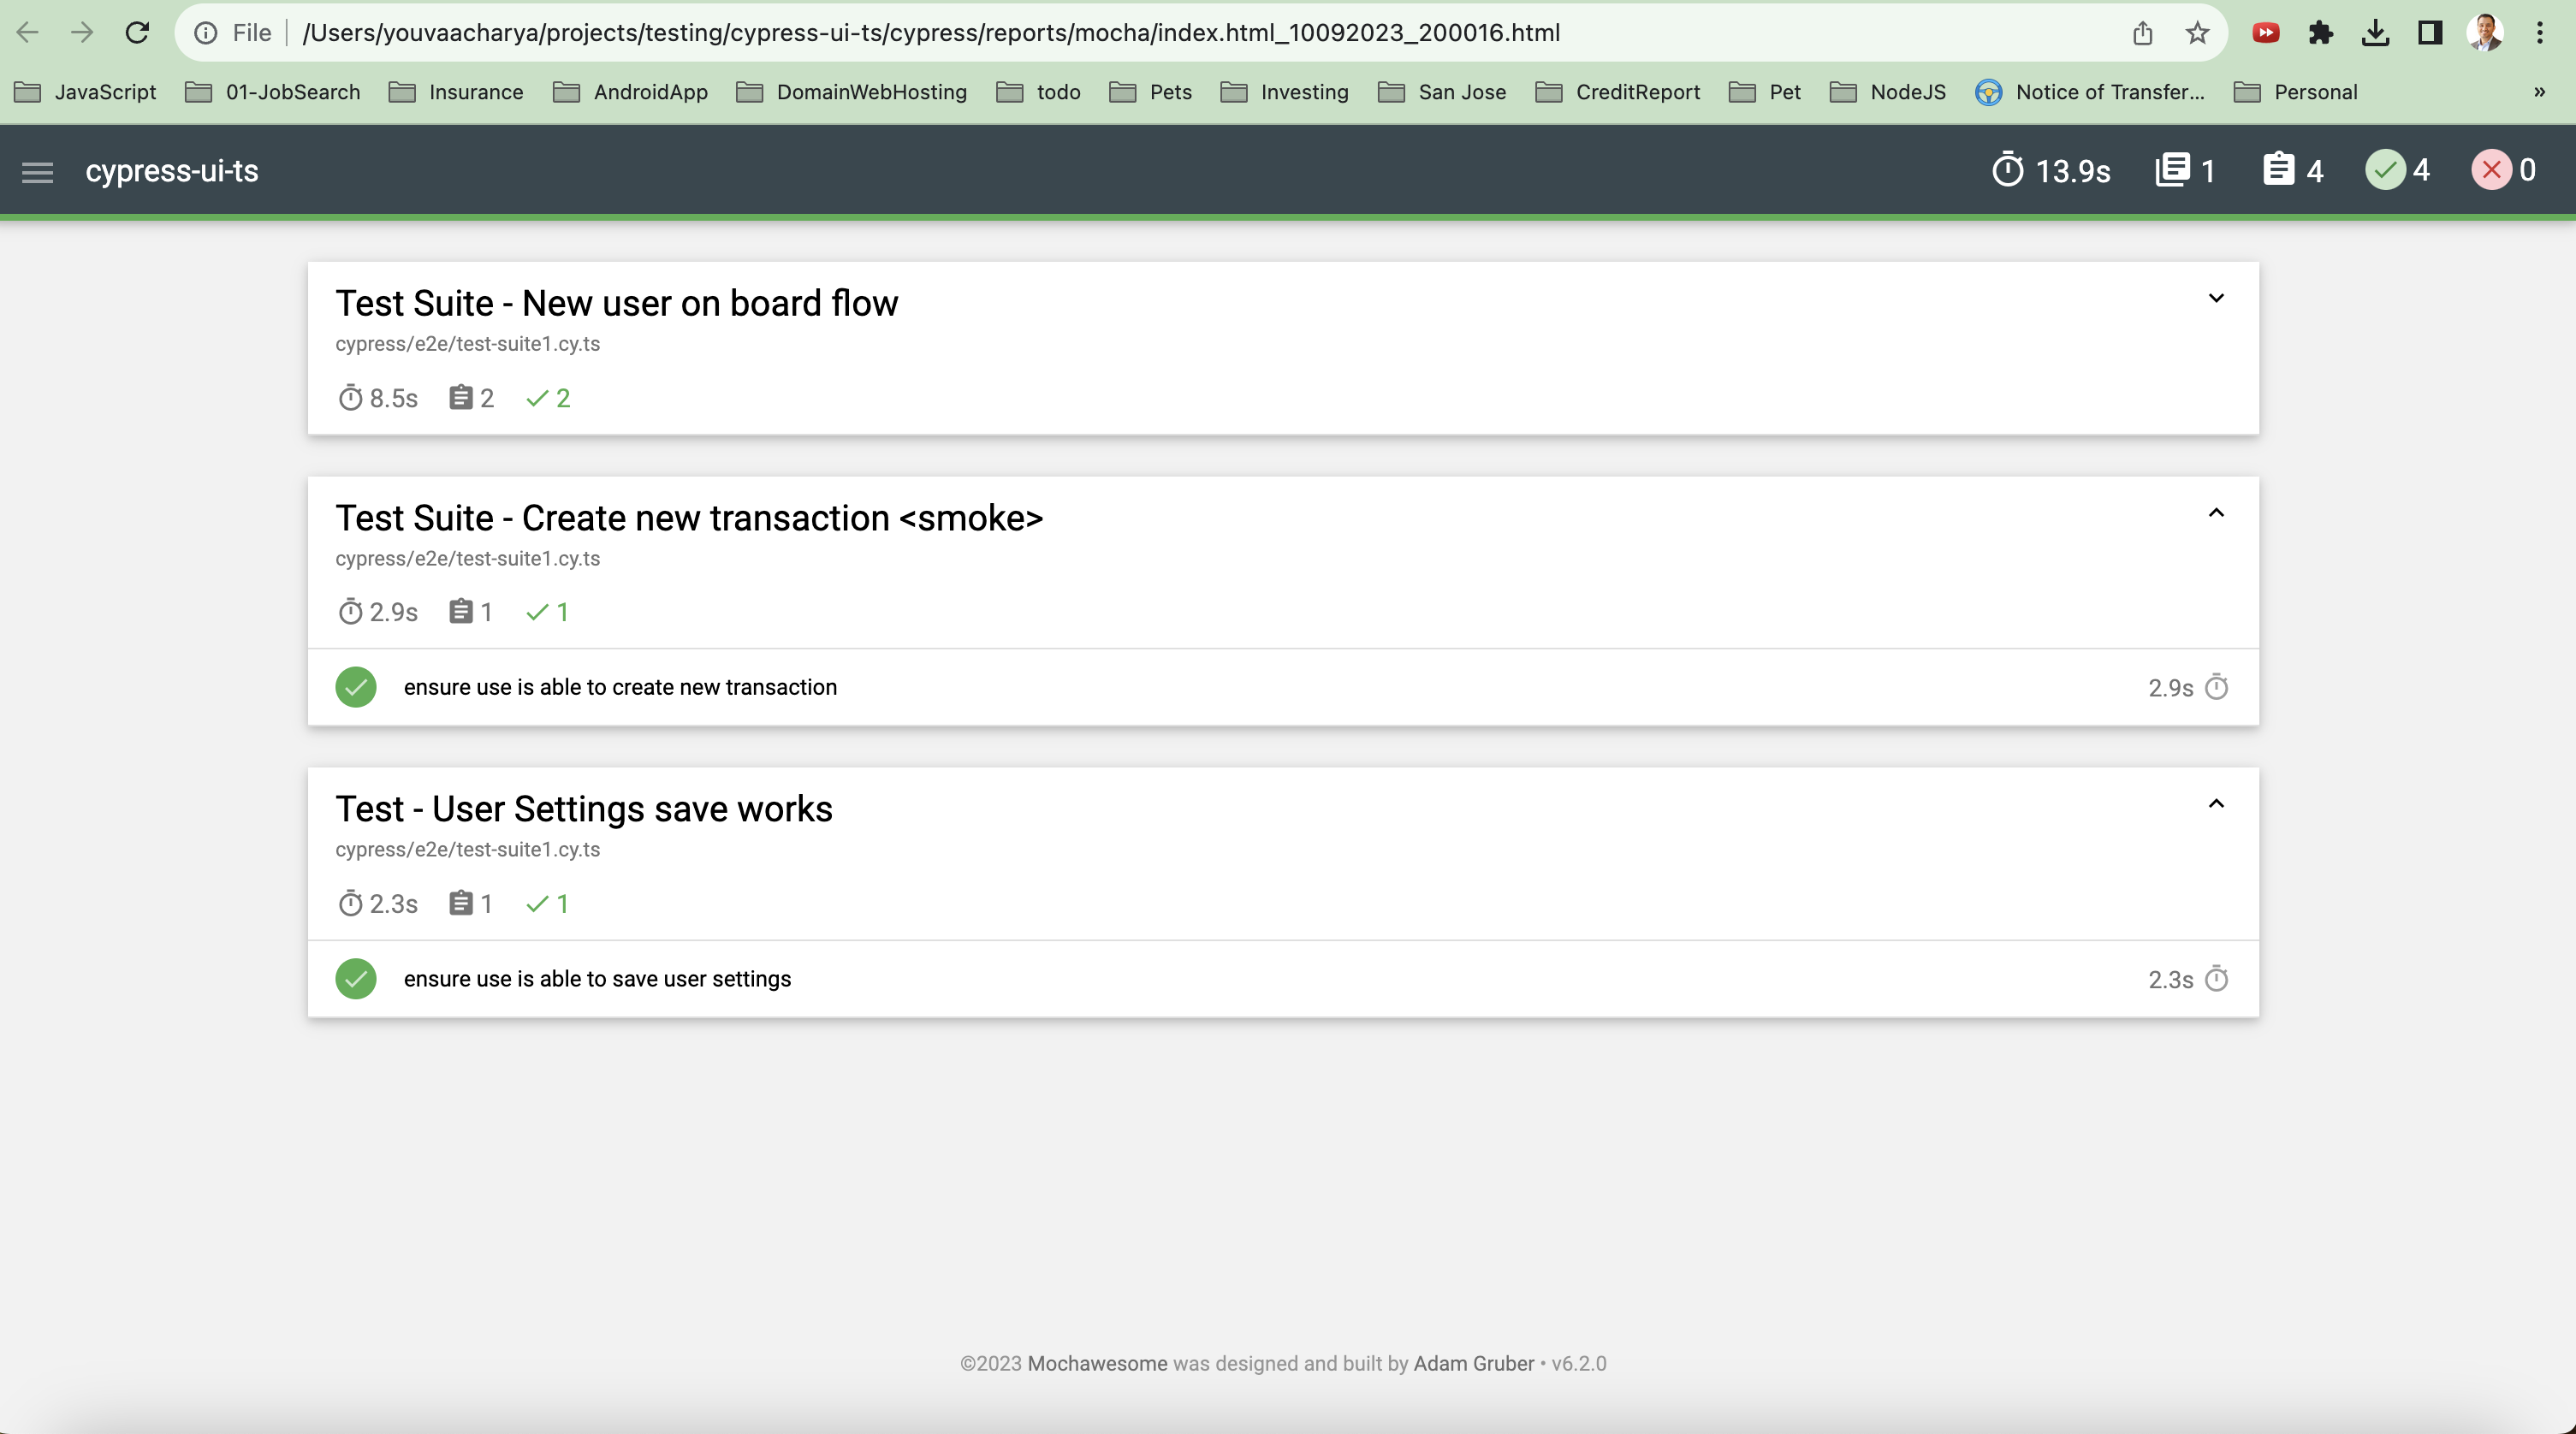 File /Users/youvaacharya/projects/testing/cypress-ui-ts/cypress/reports/mocha/index.html_10092023_200016.html
JavaScript 01-JobSearch Insurance AndroidApp DomainWebHosting todo Pets Investing San Jose CreditReport Pet NodeJS Notice of Transfer... Personal »
cypress-ui-ts 13.9s 1 4 4 0
Test Suite - New user on board flow
cypress/e2e/test-suite1.cy.ts
8.5s 2 2
Test Suite - Create new transaction <smoke>
cypress/e2e/test-suite1.cy.ts
2.9s 1 1
ensure use is able to create new transaction 2.9s
Test - User Settings save works
cypress/e2e/test-suite1.cy.ts
2.3s 1 1
ensure use is able to save user settings 2.3s
©2023 Mochawesome was designed and built by Adam Gruber • v6.2.0